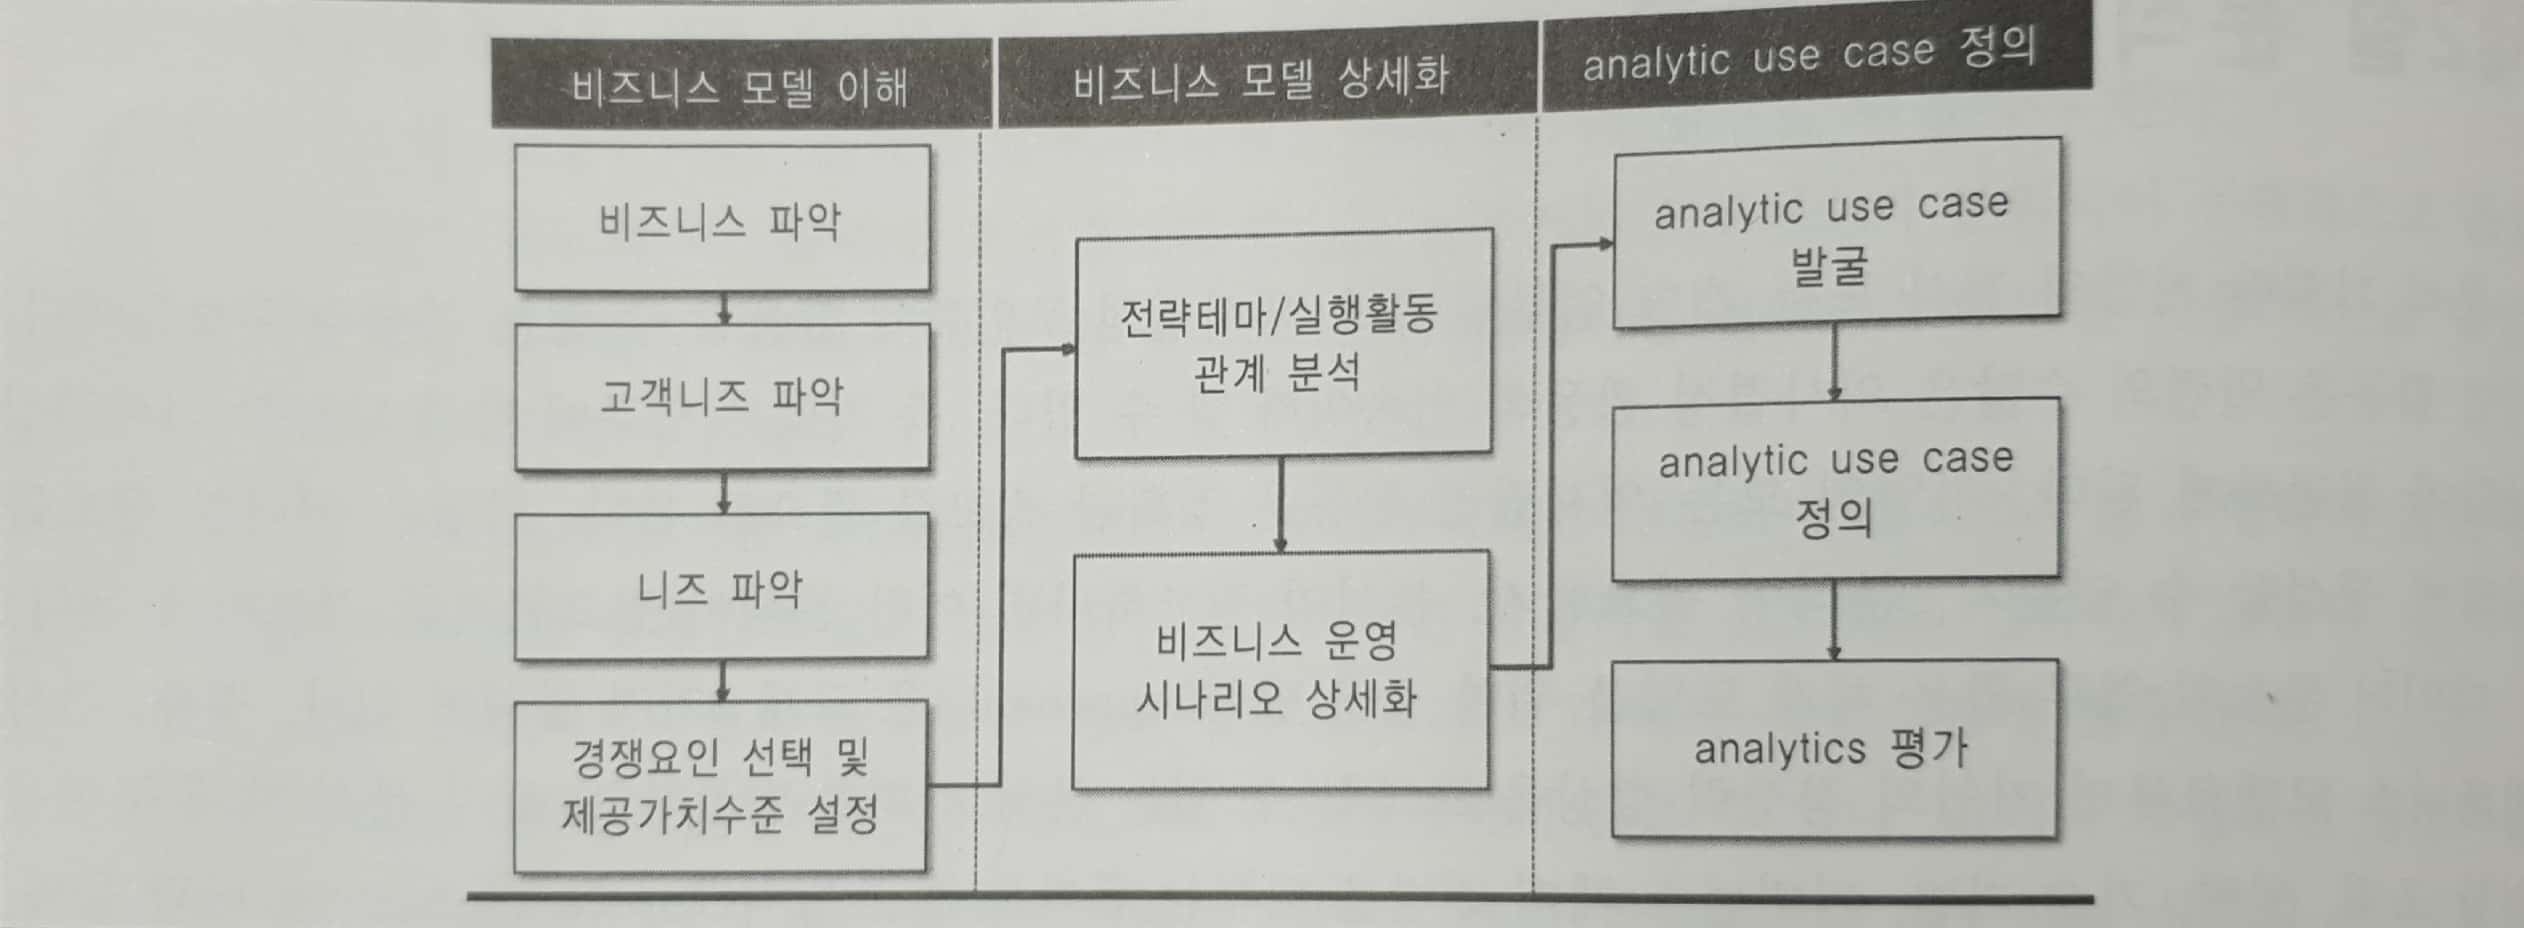 비즈니스 모델 이해
비즈니스 파악
고객니즈 파악
니즈 파악
경쟁요인 선택 및
제공가치수준 설정
비즈니스 모델 상세화
전략테마/실행활동
관계 분석
비즈니스 운영
시나리오 상세화
analytic use case 정의
analytic use case
발굴
analytic use case
정의
analytics 평가